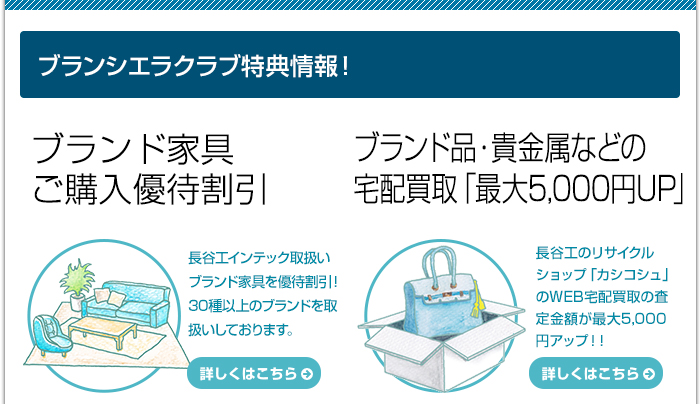 ブランシエラクラブ特典情報！
ブランド家具
ご購入優待割引
長谷工インテック取扱い
ブランド家具を優待割引！
30種以上のブランドを取
扱いしております。
詳しくはこちら
ブランド品・貴金属などの
宅配買取「最大5,000円UP」
長谷工のリサイクル
ショップ「カシコシュ」
のWEB宅配買取の査
定金額が最大5,000
円アップ！！
詳しくはこちら